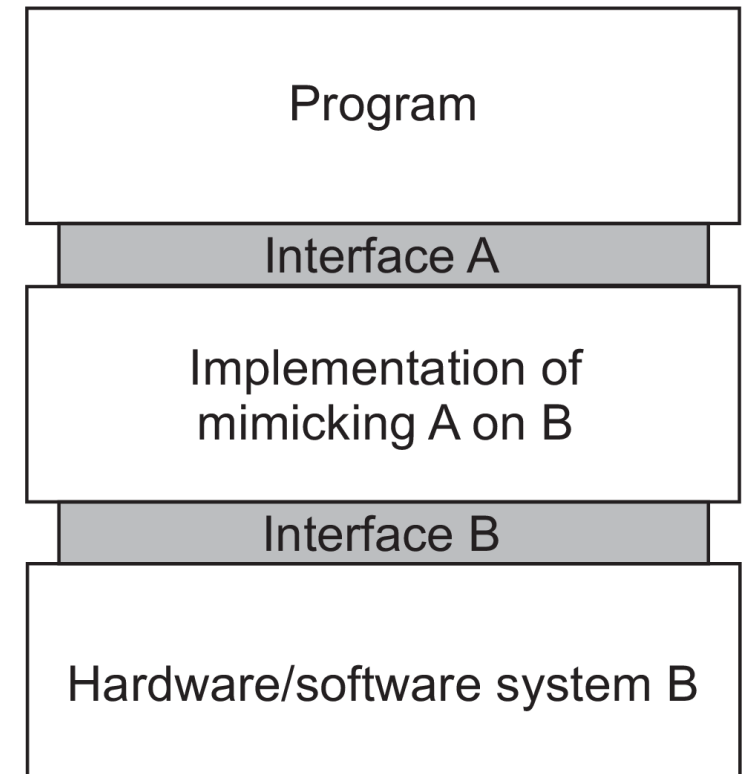 Program
Interface A
Implementation of
mimicking A on B
Interface B
Hardware/software system B